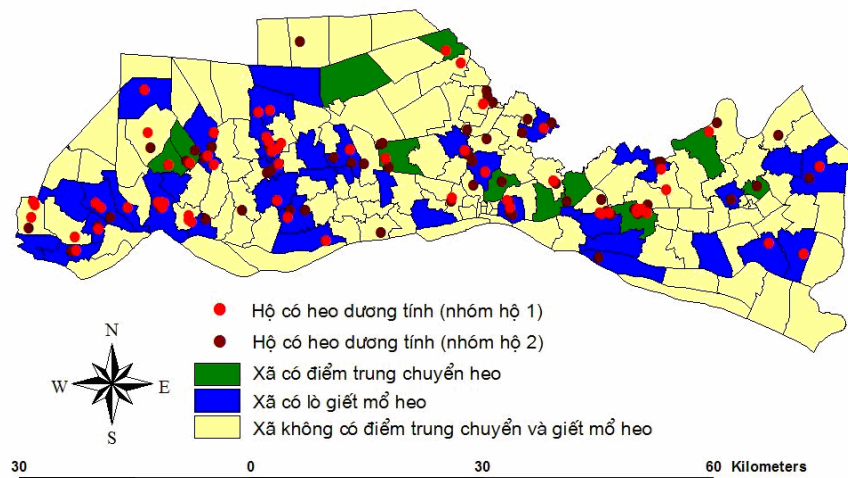 Hộ có heo dương tính (nhóm hộ 1)
Hộ có heo dương tính (nhóm hộ 2)
Xã có điểm trung chuyển heo
Xã có lò giết mổ heo
Xã không có điểm trung chuyển và giết mổ heo
N
W E
S
30 0 30 60 Kilometers